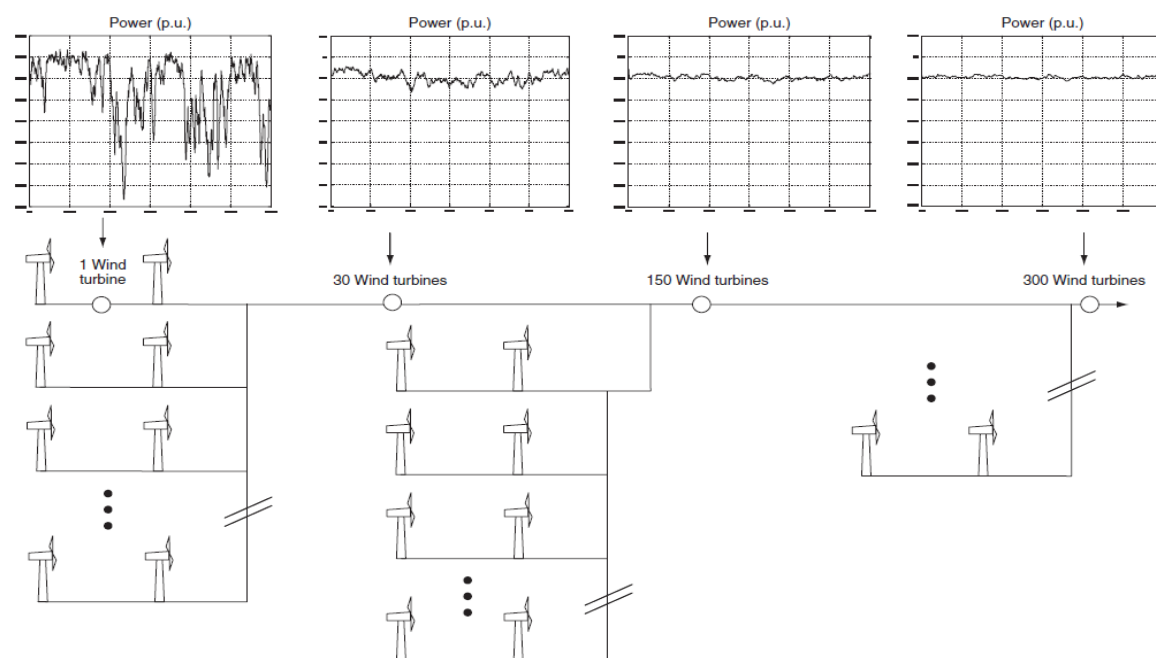 Power (p.u.)
Power (p.u.)
Power (p.u.)
Power (p.u.)
1 Wind
turbine
30 Wind turbines
150 Wind turbines
300 Wind turbines